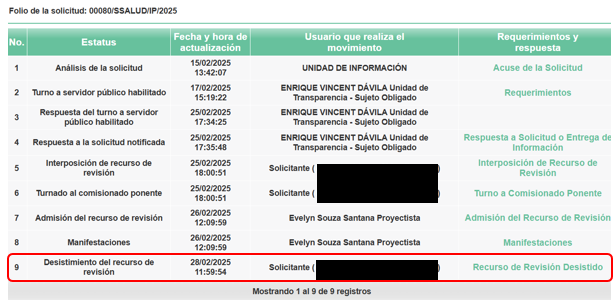 Folio de la solicitud: 00080/SSALUD/IP/2025
No. Estatus Fecha y hora de actualización Usuario que realiza el movimiento Requerimientos y respuesta
1 Análisis de la solicitud 15/02/2025 13:42:07 UNIDAD DE INFORMACIÓN Acuse de la Solicitud
2 Turno a servidor público habilitado 17/02/2025 15:19:22 ENRIQUE VINCENT DÁVILA Unidad de Transparencia - Sujeto Obligado Requerimientos
3 Respuesta del turno a servidor público habilitado 25/02/2025 17:34:25 ENRIQUE VINCENT DÁVILA Unidad de Transparencia - Sujeto Obligado
4 Respuesta a la solicitud notificada 25/02/2025 17:35:48 ENRIQUE VINCENT DÁVILA Unidad de Transparencia - Sujeto Obligado Respuesta a Solicitud o Entrega de Información
5 Interposición de recurso de revisión 25/02/2025 18:00:51 Solicitante ( ) Interposición de Recurso de Revisión
6 Turnado al comisionado ponente 25/02/2025 18:00:51 Solicitante ( ) Turno a Comisionado Ponente
7 Admisión del recurso de revisión 26/02/2025 12:09:59 Evelyn Souza Santana Proyectista Admisión del Recurso de Revisión
8 Manifestaciones 26/02/2025 12:09:59 Evelyn Souza Santana Proyectista Manifestaciones
9 Desistimiento del recurso de revisión 28/02/2025 11:59:54 Solicitante ( ) Recurso de Revisión Desistido
Mostrando 1 al 9 de 9 registros